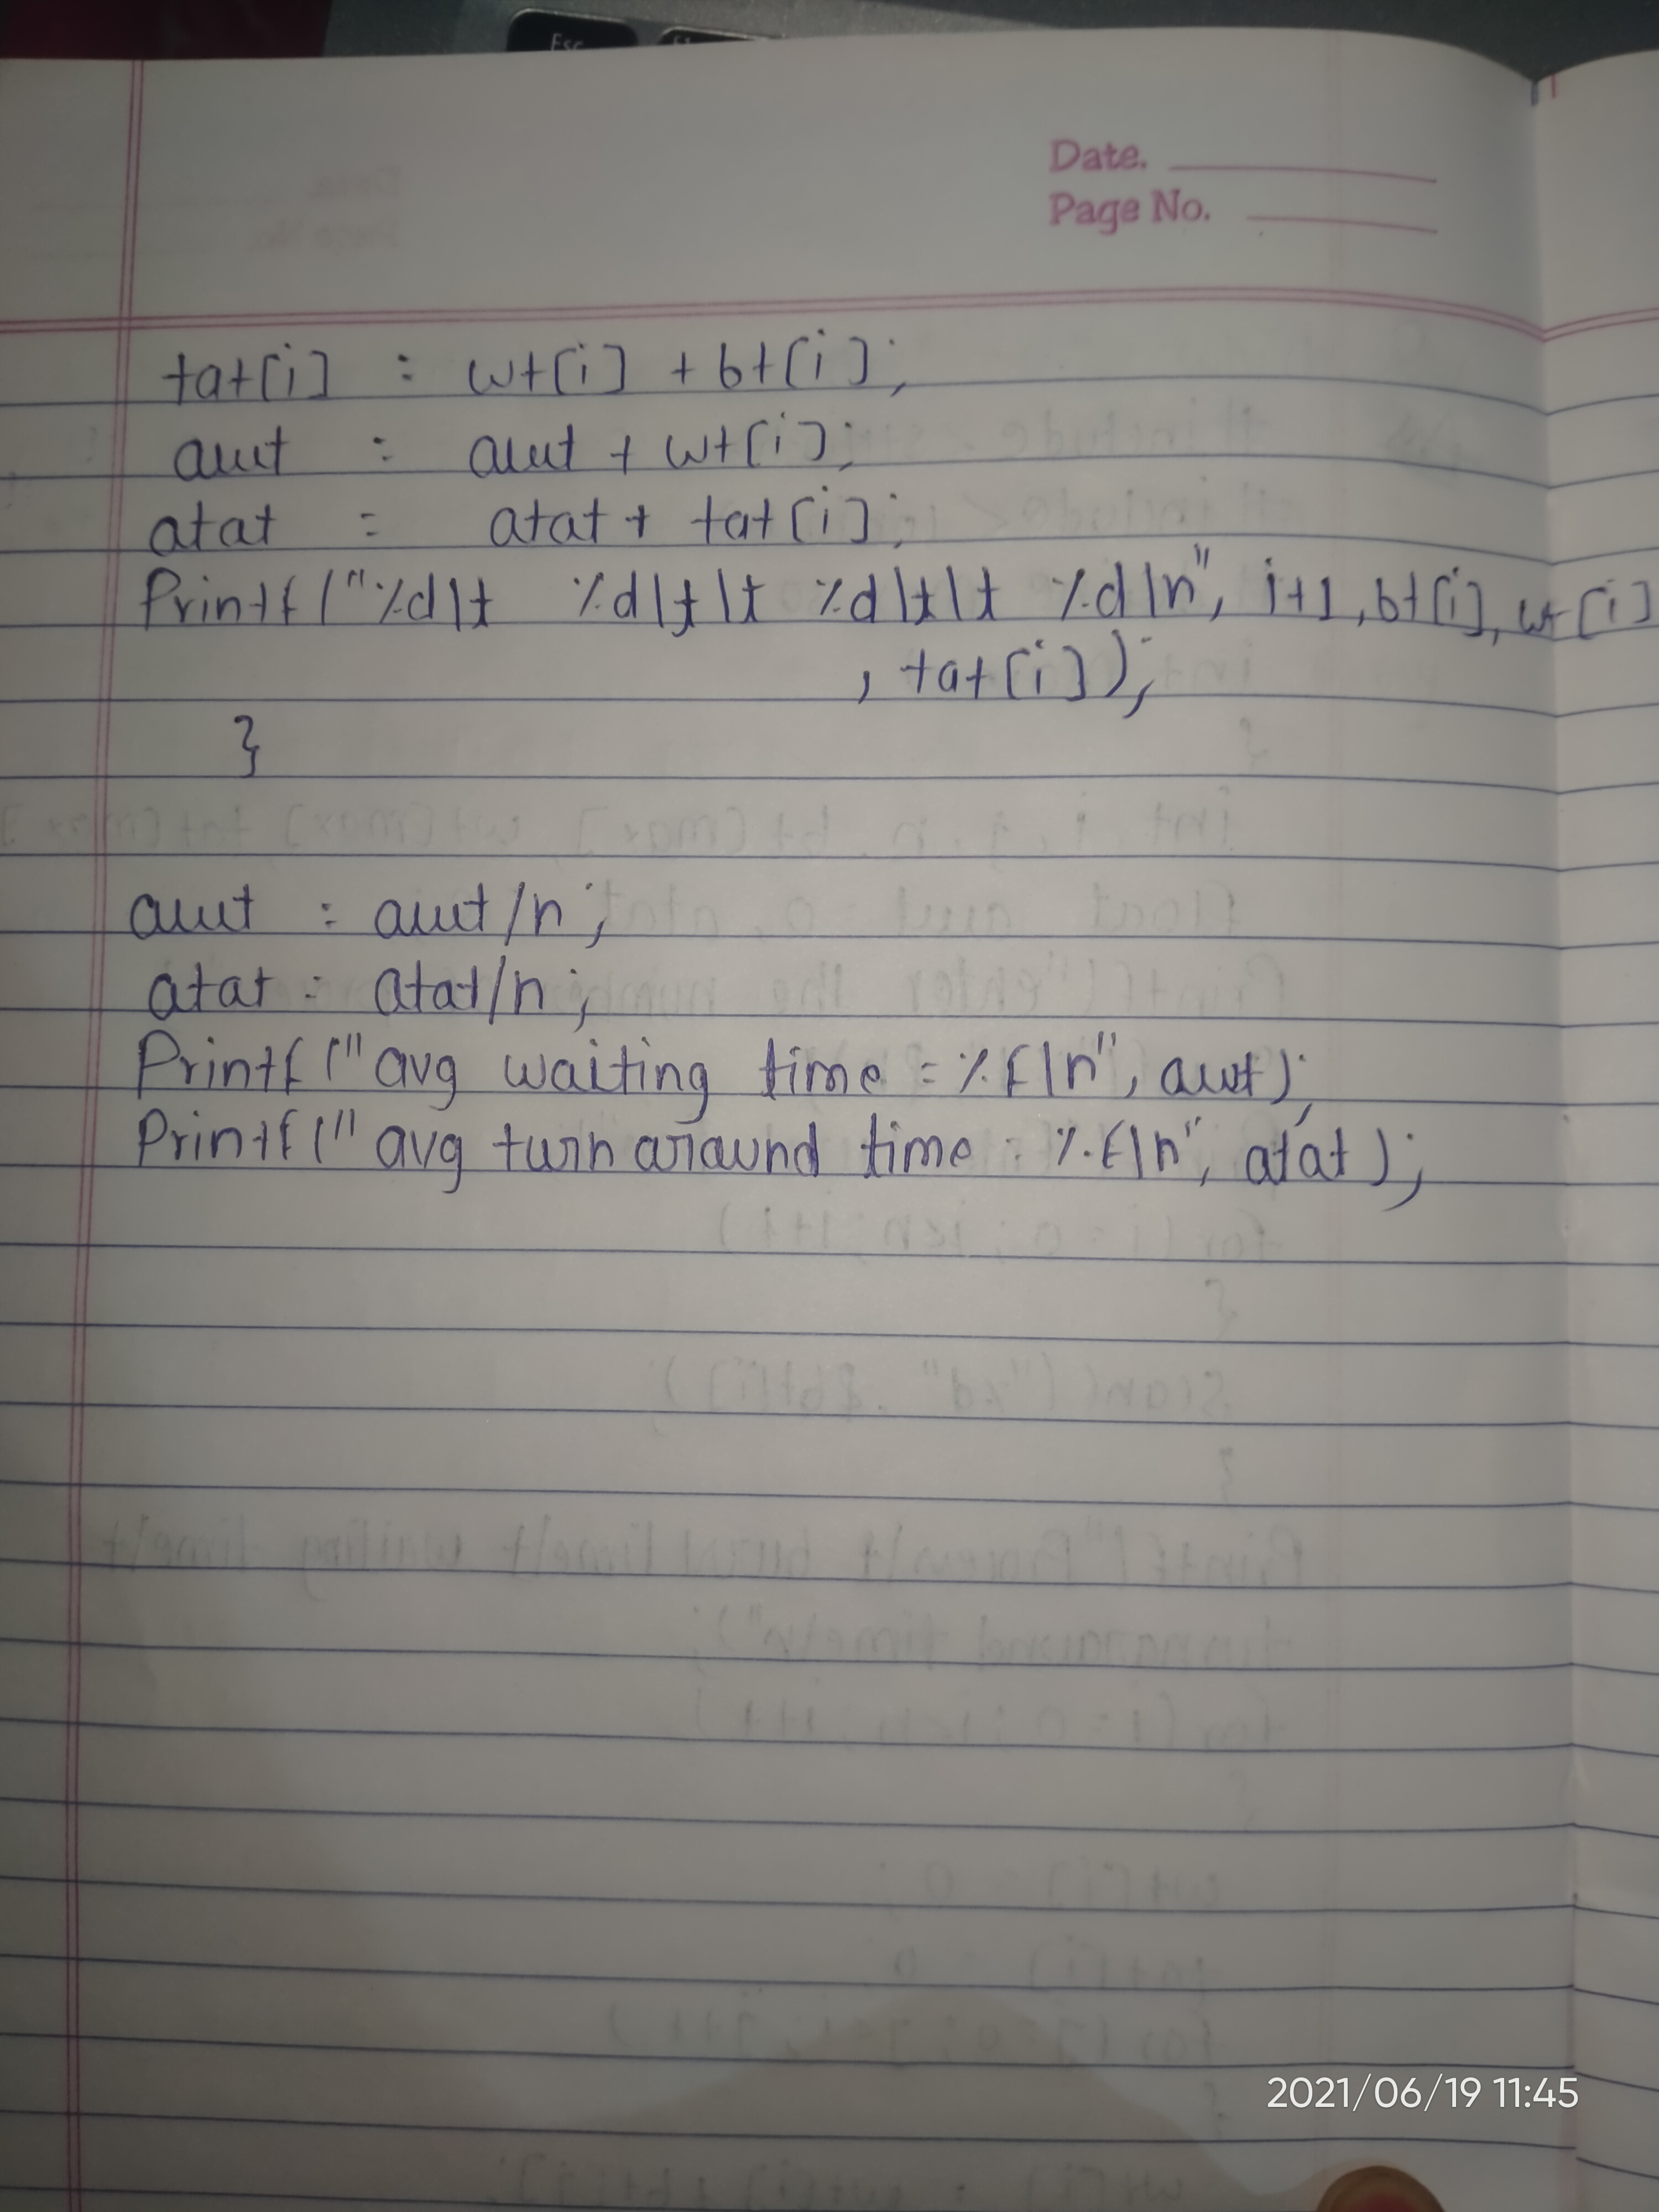 Esc
Date.
Page No.
tat[i] = wt[i] + bt[i];
awt = awt + wt[i];
atat = atat + tat[i];
Printf("%d\t %d\t\t %d\t\t %d\n", i+1, bt[i], wt[i]
, tat[i]);
}
awt = awt/n;
atat = atat/n;
Printf(" avg waiting time = %f\n", awt);
Printf(" avg turn around time = %f\n", atat);
2021/06/19 11:45